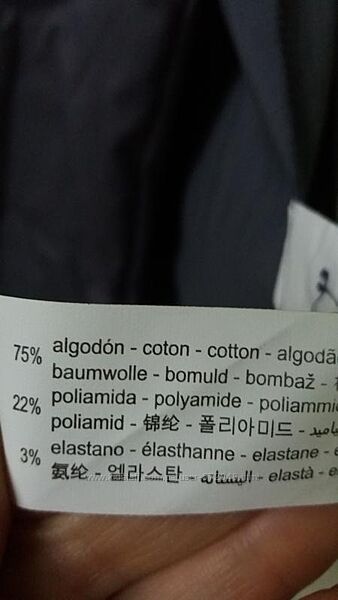 75% algodón - coton - cotton - algodã
baumwolle - bomuld - bombaž -
22% poliamida - polyamide - poliammi
poliamid - 锦纶 - 폴리아미드 -
3% elastano - élasthanne - elastane -
氨纶 - 엘라스탄 - اليستانه - elastà -